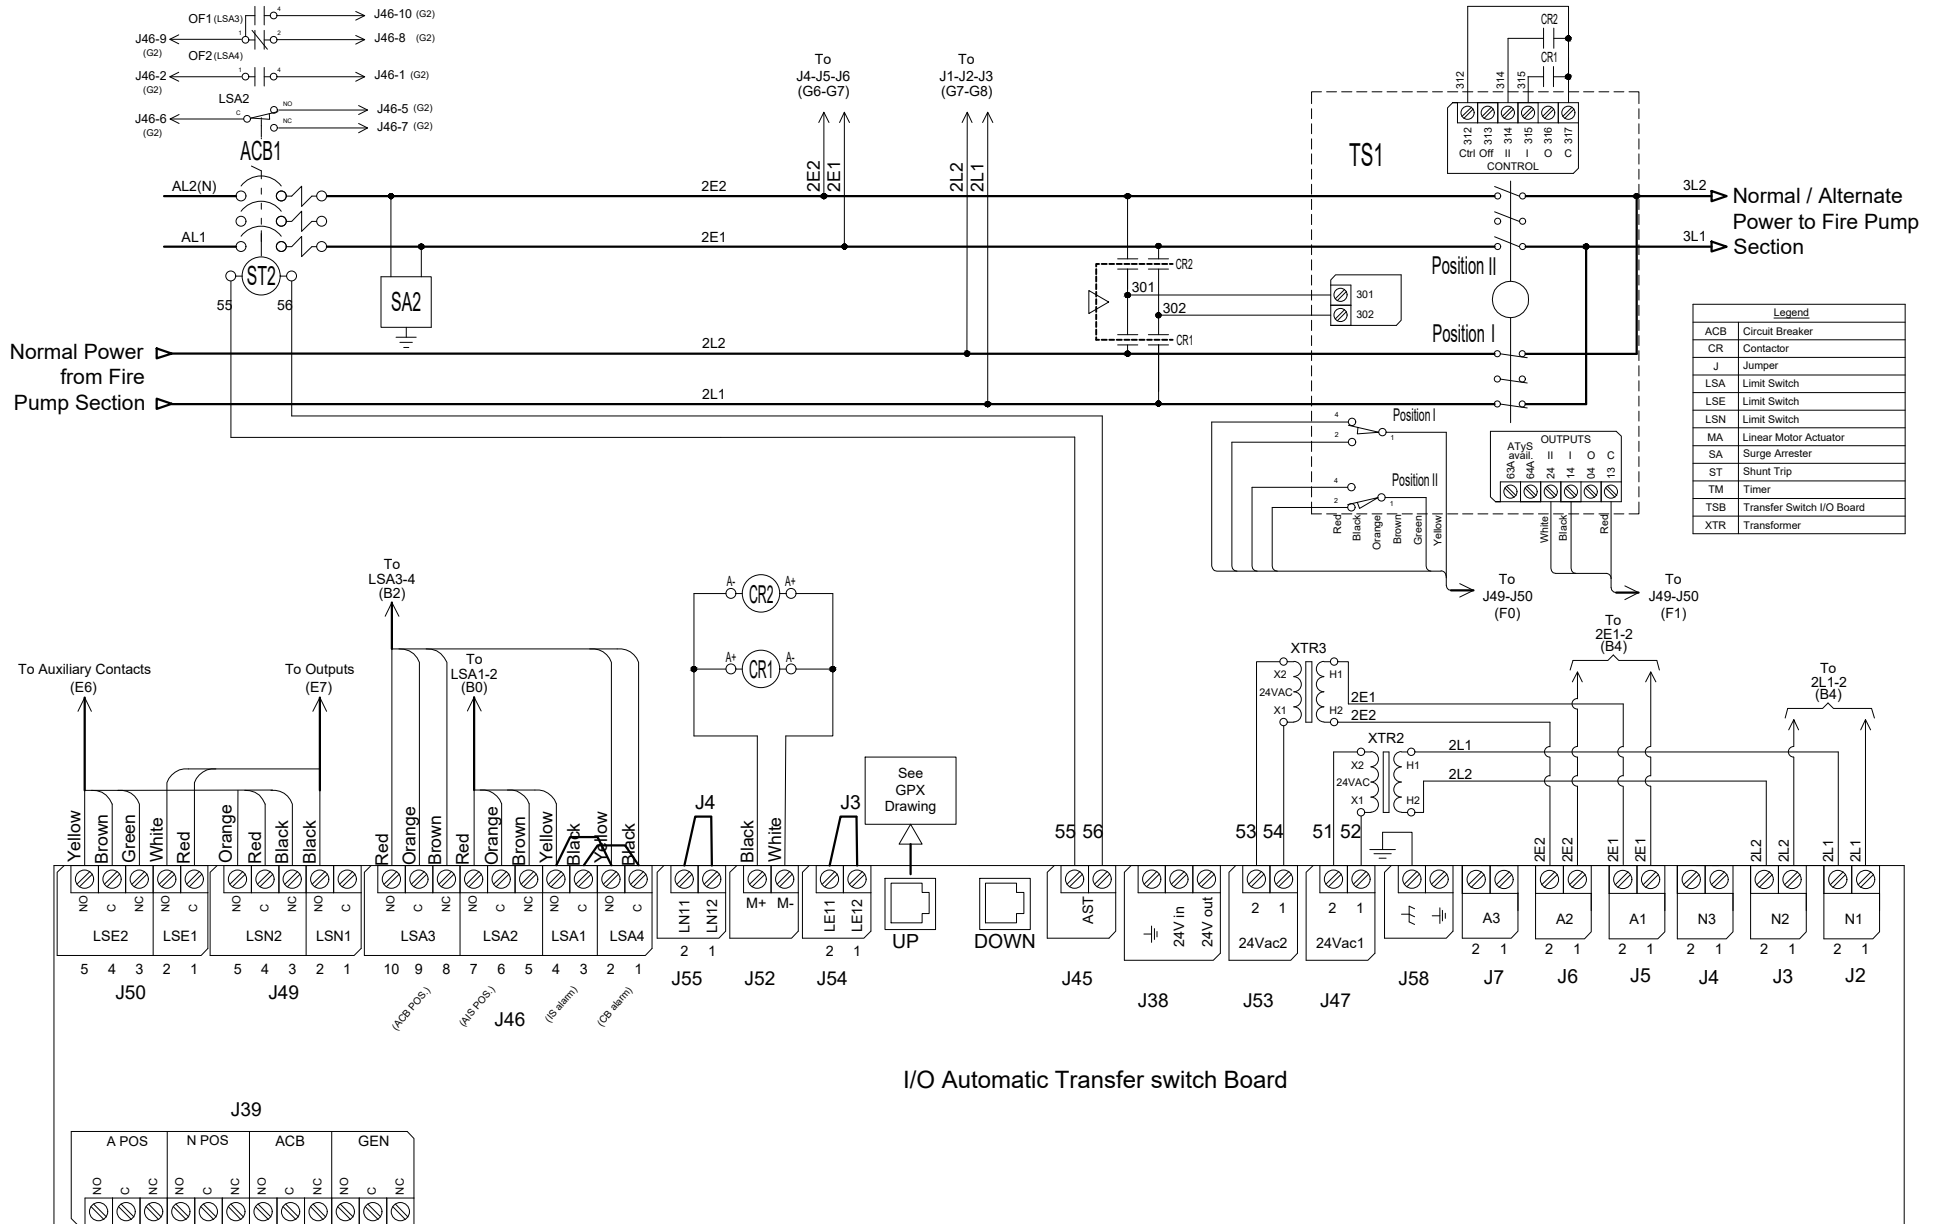 OF1 (LSA3)
4
J46-10 (G2)
J46-9
(G2)
1
2
J46-8 (G2)
OF2 (LSA4)
J46-2
(G2)
1
4
J46-1 (G2)
LSA2
C
NO
NC
J46-6
(G2)
J46-5 (G2)
J46-7 (G2)
ACB1
AL2(N)
AL1
ST2
55
56
SA2
2E2
2E1
2L2
2L1
To
J4-J5-J6
(G6-G7)
2E2
2E1
To
J1-J2-J3
(G7-G8)
2L2
2L1
Normal Power
from Fire
Pump Section
CR2
301
302
CR1
TS1
301
302
CR2
CR1
312
314
315
312
313
314
315
316
317
Ctrl Off II I O C
CONTROL
Position II
Position I
3L2
3L1
Normal / Alternate
Power to Fire Pump
Section
Position I
4
2
1
Position II
4
2
1
Red
Black
Orange
Brown
Green
Yellow
To
J49-J50
(F0)
OUTPUTS
ATyS
avail. II I O C
63A
64A
24
14
04
13
White
Black
Red
To
J49-J50
(F1)
Legend
ACB Circuit Breaker
CR Contactor
J Jumper
LSA Limit Switch
LSE Limit Switch
LSN Limit Switch
MA Linear Motor Actuator
SA Surge Arrester
ST Shunt Trip
TM Timer
TSB Transfer Switch I/O Board
XTR Transformer
To Auxiliary Contacts
(E6)
To Outputs
(E7)
To
LSA3-4
(B2)
To
LSA1-2
(B0)
A- CR2 A+
A+ CR1 A-
See
GPX
Drawing
XTR3
X2
24VAC
X1
H1
H2
2E1
2E2
XTR2
X2
24VAC
X1
H1
H2
2L1
2L2
To
2E1-2
(B4)
To
2L1-2
(B4)
Yellow
Brown
Green
White
Red
Orange
Red
Black
Black
Red
Orange
Brown
Red
Orange
Brown
Yellow
Black
Yellow
Black
J4
Black
White
J3
55
56
53
54
51
52
2E2
2E2
2E1
2E1
2L2
2L2
2L1
2L1
NO C NC
LSE2
NO C
LSE1
NO C NC
LSN2
NO C
LSN1
NO C NC
LSA3
NO C NC
LSA2
NO C
LSA1
NO C
LSA4
LN11
LN12
M+ M-
LE11
LE12
UP
DOWN
AST
24V in
24V out
2 1
24Vac2
2 1
24Vac1
A3
A2
A1
N3
N2
N1
5 4 3 2 1
J50
5 4 3 2 1
J49
10 9 8 7 6 5 4 3 2 1
(ACB POS.)
(AIS POS.)
(IS alarm)
(CB alarm)
J46
2 1
J55
J52
2 1
J54
J45
J38
J53
J47
J58
2 1
J7
2 1
J6
2 1
J5
J4
2 1
J3
2 1
J2
I/O Automatic Transfer switch Board
J39
A POS N POS ACB GEN
NO C NC NO C NC NO C NC NO C NC